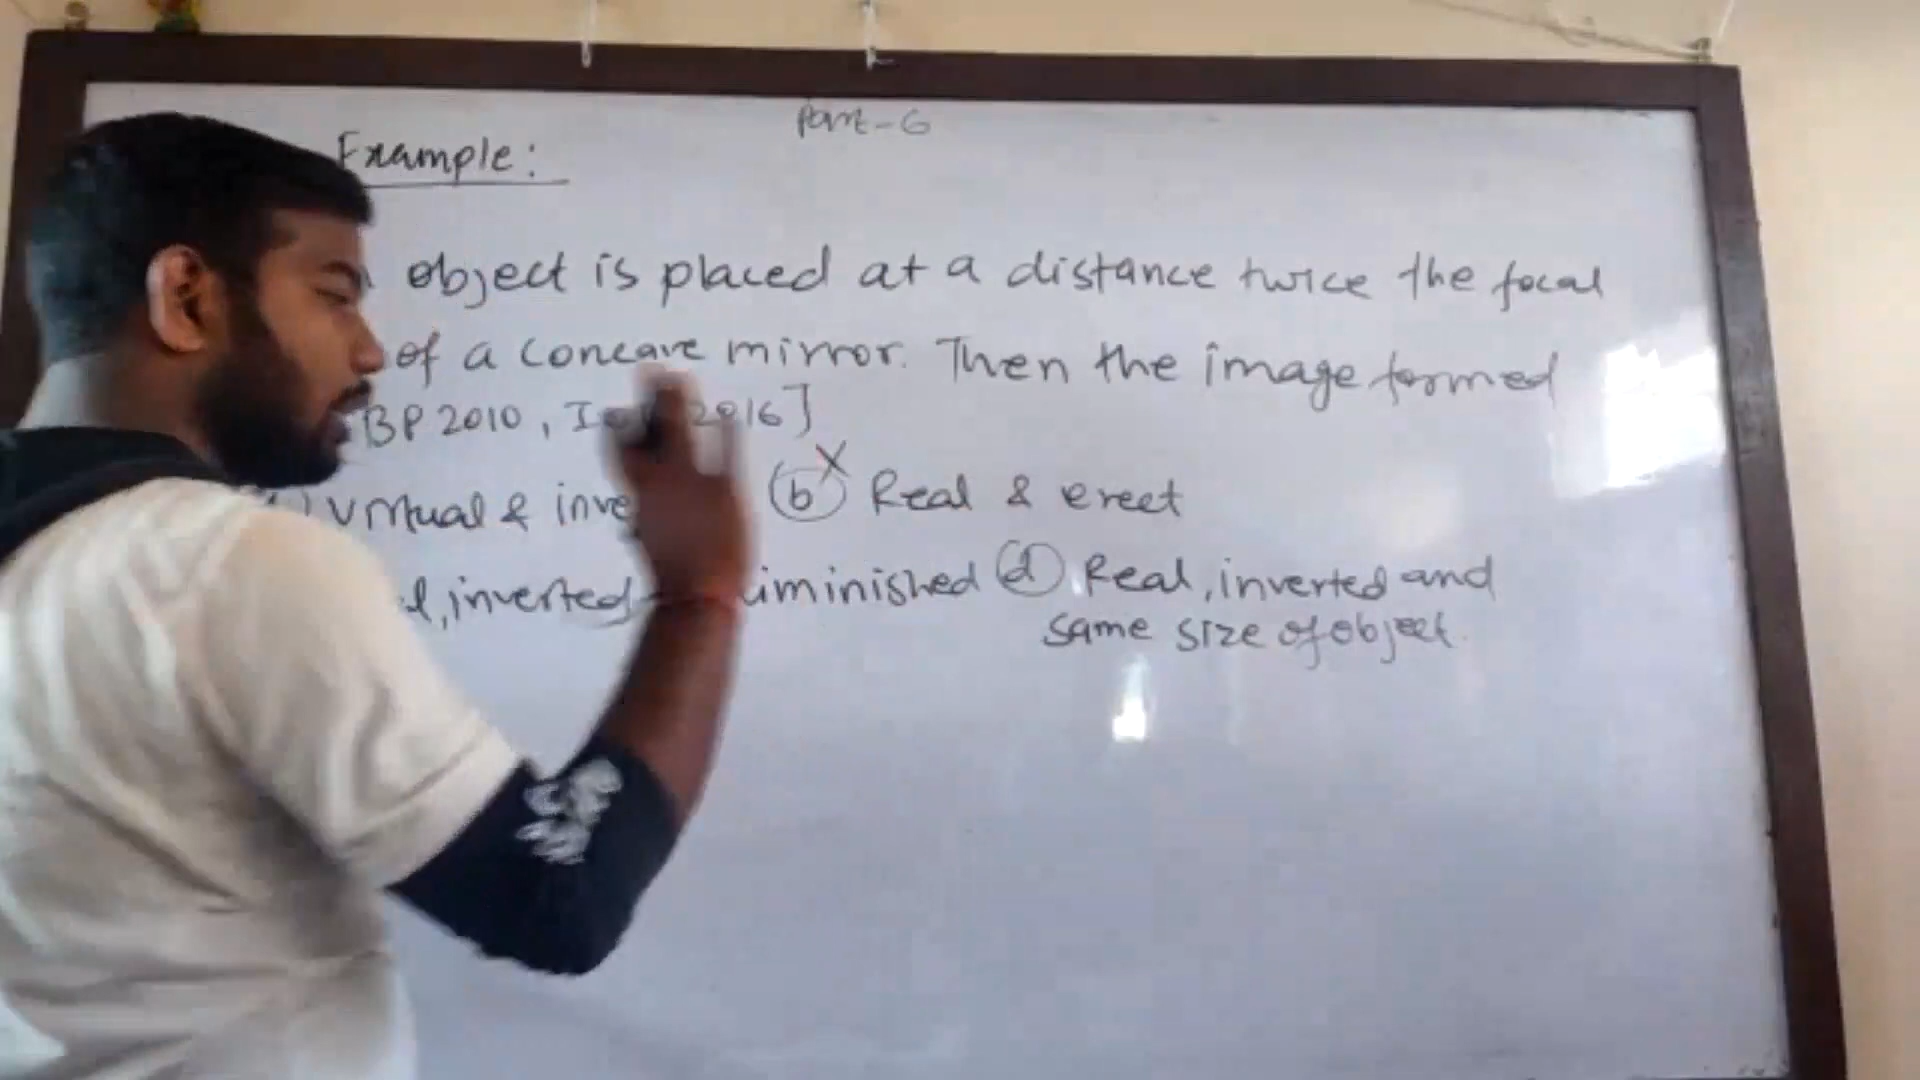 Part-6
Example:
object is placed at a distance twice the focal
of a concave mirror. Then the image formed
BP 2010, 2016]
Virtual & inve (b) X Real & erect
l, inverted iminished (d) Real, inverted and
same size of object.